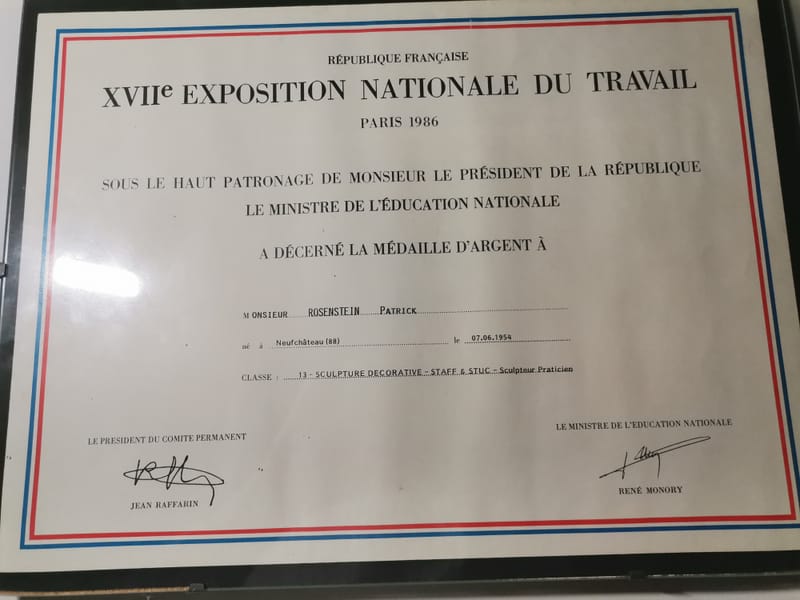 RÉPUBLIQUE FRANÇAISE
XVIIe EXPOSITION NATIONALE DU TRAVAIL
PARIS 1986
SOUS LE HAUT PATRONAGE DE MONSIEUR LE PRÉSIDENT DE LA RÉPUBLIQUE
LE MINISTRE DE L'ÉDUCATION NATIONALE
A DÉCERNÉ LA MÉDAILLE D'ARGENT À
MONSIEUR ROSENSTEIN PATRICK
né à Neufchâteau (88) le 07.06.1954
CLASSE : 13 - SCULPTURE DECORATIVE - STAFF & STUC - Sculpteur Praticien
LE PRESIDENT DU COMITE PERMANENT
JEAN RAFFARIN
LE MINISTRE DE L'EDUCATION NATIONALE
RENÉ MONORY